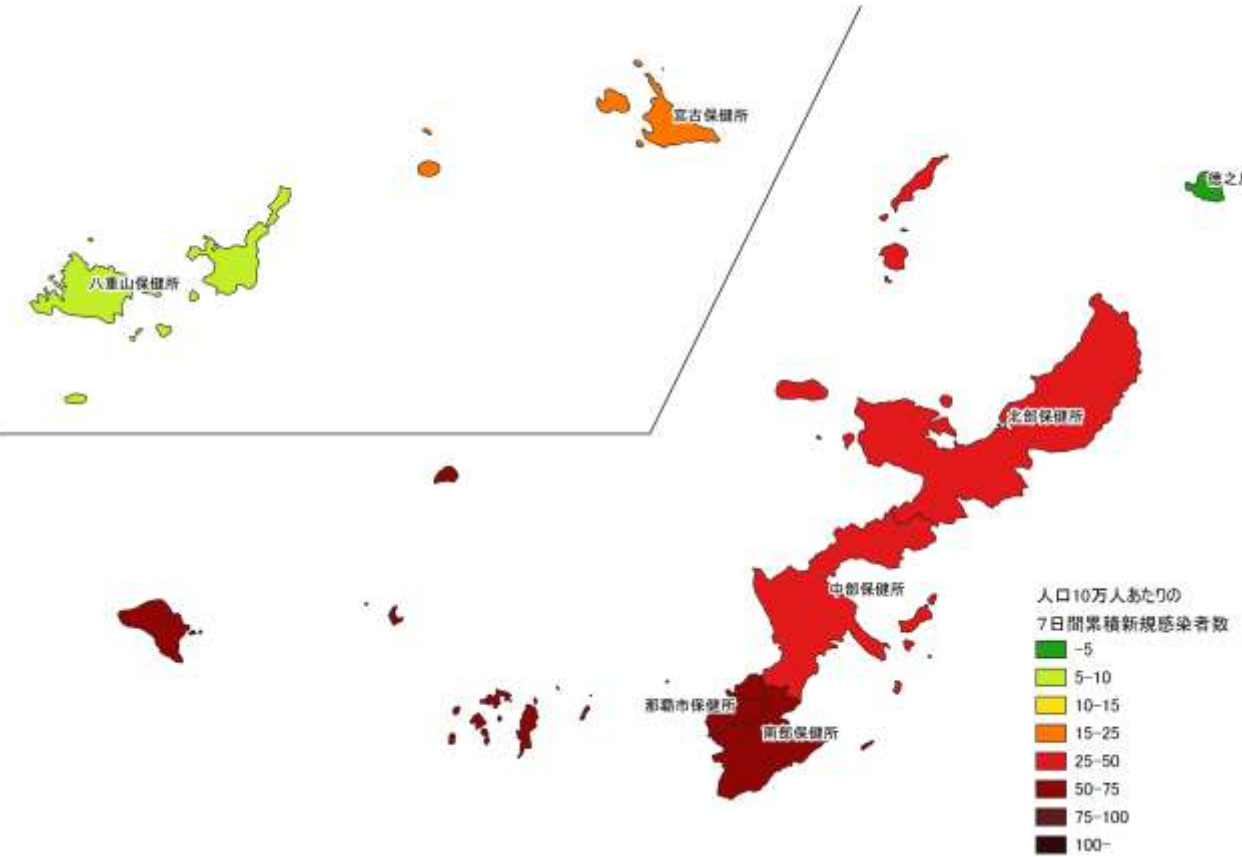 宮古保健所
徳之
八重山保健所
北部保健所
中部保健所
那覇市保健所
南部保健所
人口10万人あたりの
7日間累積新規感染者数
-5
5-10
10-15
15-25
25-50
50-75
75-100
100-